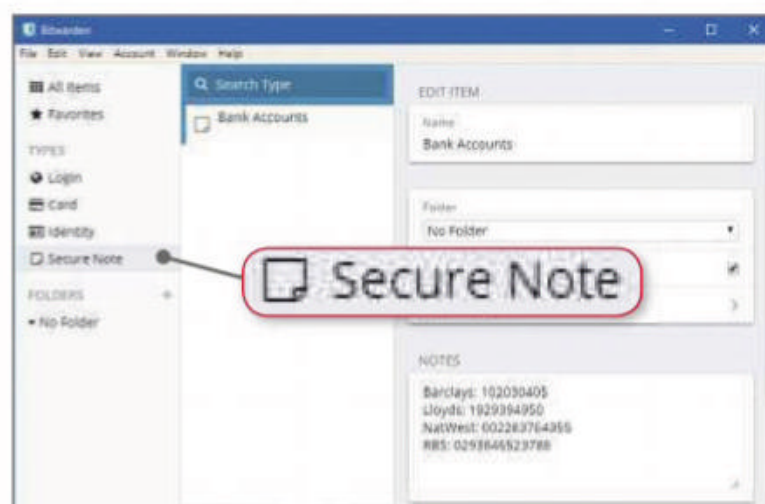 Bitwarden
File Edit View Account Window Help
All Items
Favorites
TYPES
Login
Card
Identity
Secure Note
FOLDERS +
No Folder
Search Type
Bank Accounts
EDIT ITEM
Name
Bank Accounts
Folder
No Folder
Secure Note
NOTES
Barclays: 102030405
Lloyds: 1929394950
NatWest: 002283764355
RBS: 0293846523788